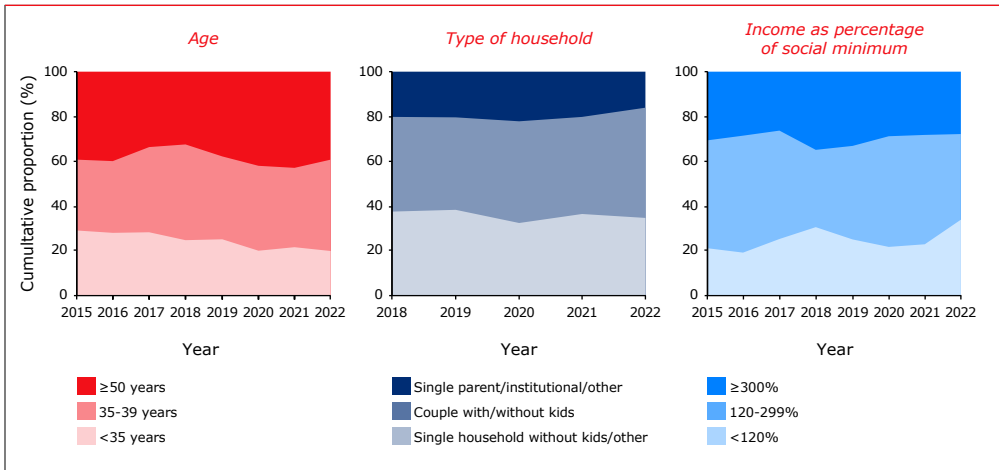 Age
Type of household
Income as percentage
of social minimum
Cumultative proportion (%)
100
80
60
40
20
0
2015 2016 2017 2018 2019 2020 2021 2022
Year
100
80
60
40
20
0
2018 2019 2020 2021 2022
Year
100
80
60
40
20
0
2015 2016 2017 2018 2019 2020 2021 2022
Year
≥50 years
35-39 years
<35 years
Single parent/institutional/other
Couple with/without kids
Single household without kids/other
≥300%
120-299%
<120%